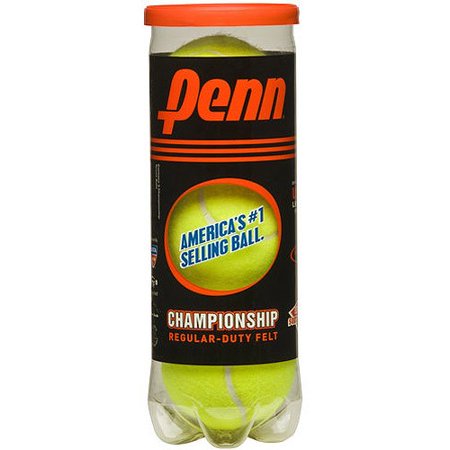 Penn
AMERICA'S #1
SELLING BALL.
CHAMPIONSHIP
REGULAR-DUTY FELT